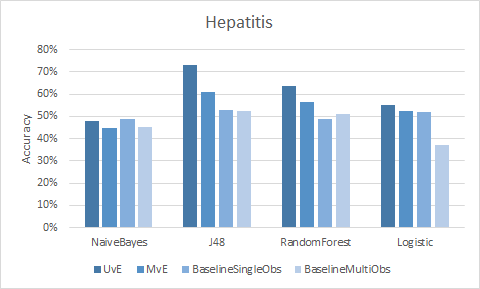 Hepatitis
80%
70%
60%
50%
40%
30%
20%
10%
0%
Accuracy
NaiveBayes J48 RandomForest Logistic
UvE MvE BaselineSingleObs BaselineMultiObs